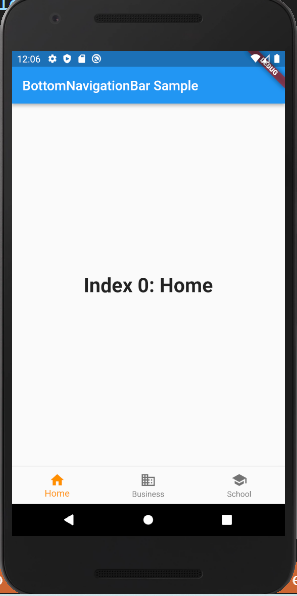 12:06
DEBUG
BottomNavigationBar Sample
Index 0: Home
Home
Business
School